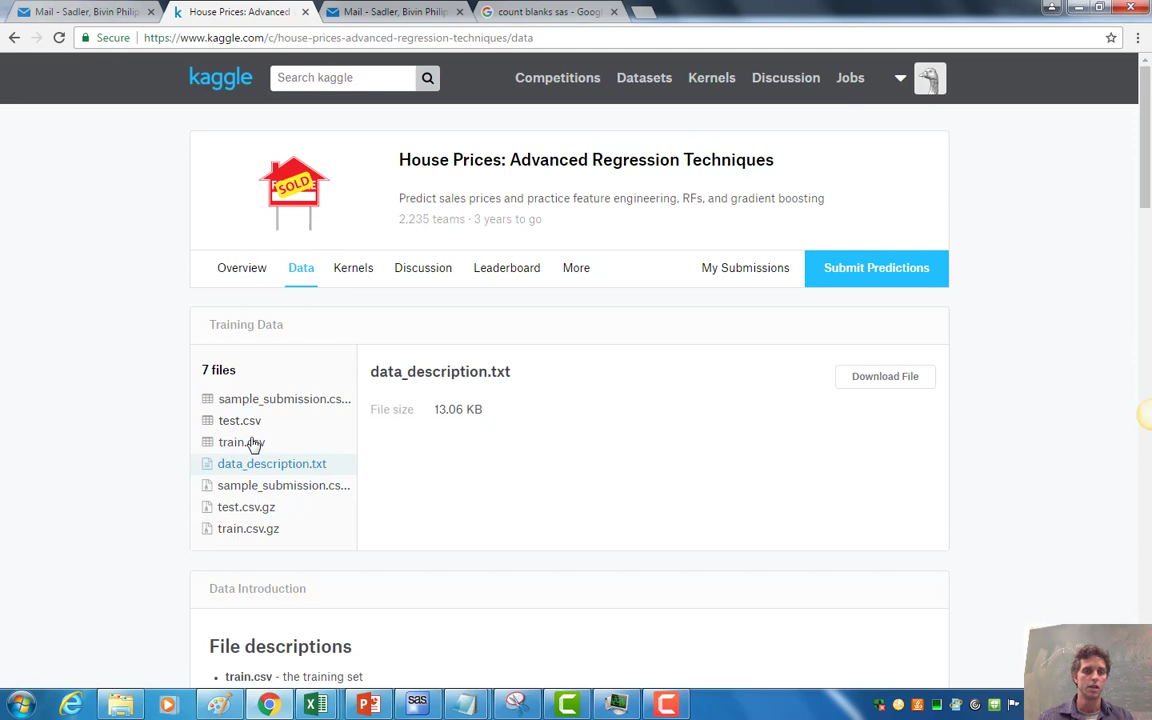 Mail - Sadler, Bivin Philip
House Prices: Advanced
Mail - Sadler, Bivin Philip
count blanks sas - Goog
Secure
https://www.kaggle.com/c/house-prices-advanced-regression-techniques/data
kaggle
Search kaggle
Competitions
Datasets
Kernels
Discussion
Jobs
SOLD
House Prices: Advanced Regression Techniques
Predict sales prices and practice feature engineering, RFs, and gradient boosting
2,235 teams · 3 years to go
Overview
Data
Kernels
Discussion
Leaderboard
More
My Submissions
Submit Predictions
Training Data
7 files
sample_submission.cs...
test.csv
train.csv
data_description.txt
sample_submission.cs...
test.csv.gz
train.csv.gz
data_description.txt
Download File
File size
13.06 KB
Data Introduction
File descriptions
• train.csv - the training set
sas